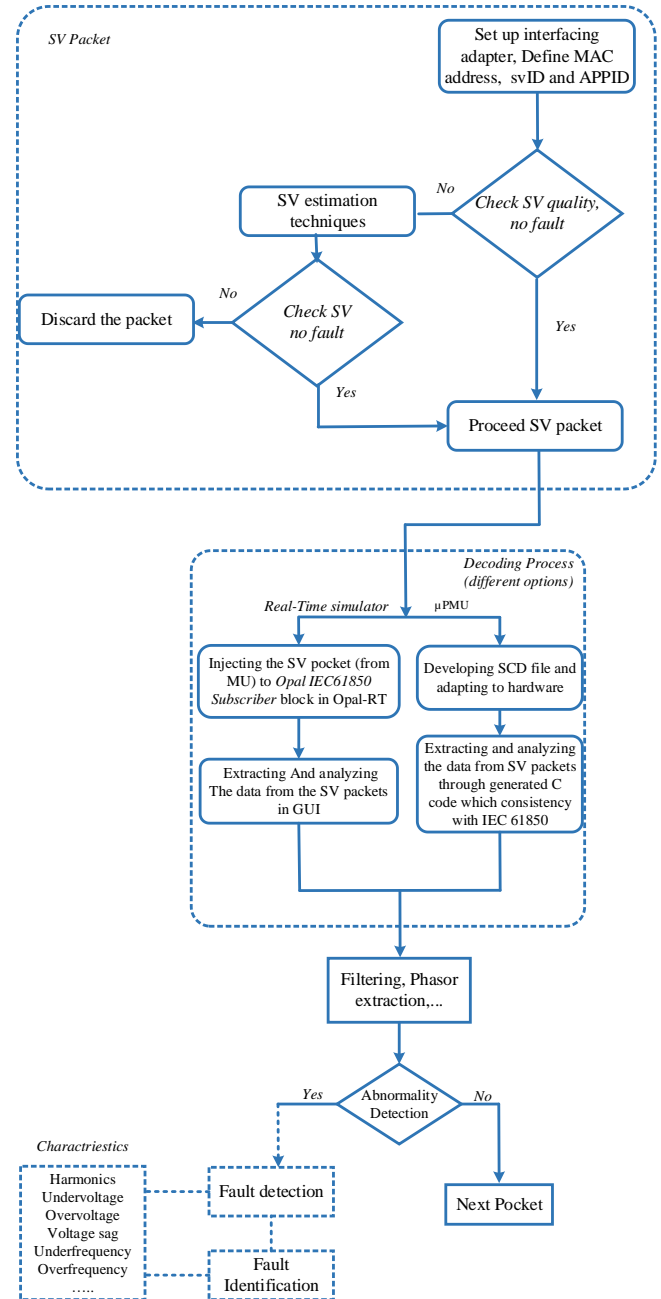 SV Packet
Set up interfacing
adapter, Define MAC
address, svID and APPID
No
Check SV quality,
no fault
SV estimation
techniques
Yes
No
Check SV
no fault
Discard the packet
Yes
Proceed SV packet
Decoding Process
(different options)
Real-Time simulator
µPMU
Injecting the SV pocket (from
MU) to Opal IEC61850
Subscriber block in Opal-RT
Developing SCD file and
adapting to hardware
Extracting And analyzing
The data from the SV packets
in GUI
Extracting and analyzing
the data from SV packets
through generated C
code which consistency
with IEC 61850
Filtering, Phasor
extraction,...
Yes
Abnormality
Detection
No
Charctriestics
Harmonics
Undervoltage
Overvoltage
Voltage sag
Underfrequency
Overfrequency
…..
Fault detection
Next Pocket
Fault
Identification